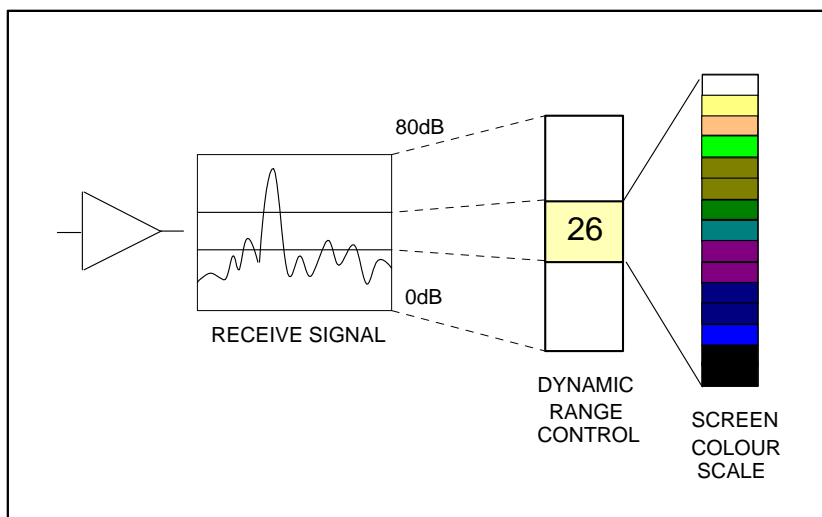 80dB
26
0dB
RECEIVE SIGNAL
DYNAMIC
RANGE
CONTROL
SCREEN
COLOUR
SCALE